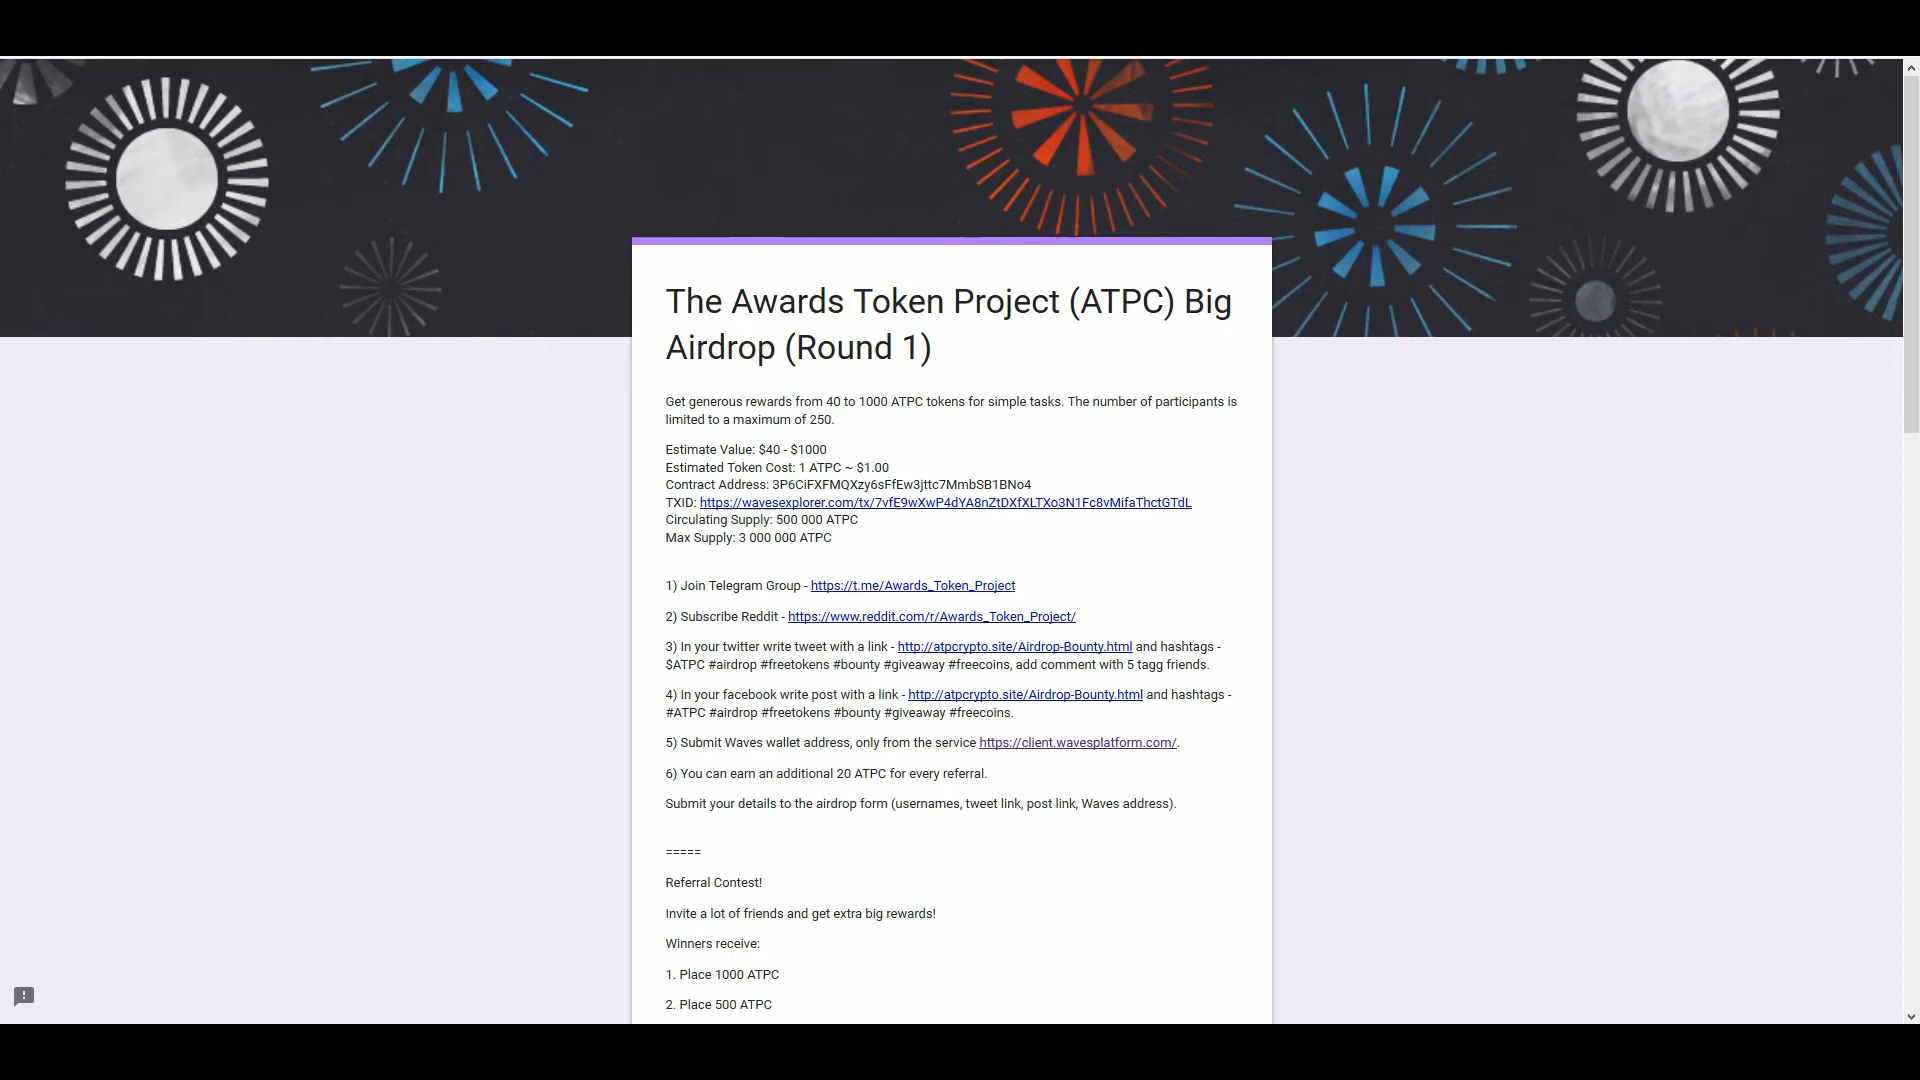 The Awards Token Project (ATPC) Big
Airdrop (Round 1)
Get generous rewards from 40 to 1000 ATPC tokens for simple tasks. The number of participants is
limited to a maximum of 250.
Estimate Value: $40 - $1000
Estimated Token Cost: 1 ATPC ~ $1.00
Contract Address: 3P6CiFXFMQXzy6sFfEw3jttc7MmbSB1BNo4
TXID: https://wavesexplorer.com/tx/7vfE9wXwP4dYA8nZtDXfXLTXo3N1Fc8vMifaThctGTdL
Circulating Supply: 500 000 ATPC
Max Supply: 3 000 000 ATPC
1) Join Telegram Group - https://t.me/Awards_Token_Project
2) Subscribe Reddit - https://www.reddit.com/r/Awards_Token_Project/
3) In your twitter write tweet with a link - http://atpcrypto.site/Airdrop-Bounty.html and hashtags -
$ATPC #airdrop #freetokens #bounty #giveaway #freecoins, add comment with 5 tagg friends.
4) In your facebook write post with a link - http://atpcrypto.site/Airdrop-Bounty.html and hashtags -
#ATPC #airdrop #freetokens #bounty #giveaway #freecoins.
5) Submit Waves wallet address, only from the service https://client.wavesplatform.com/.
6) You can earn an additional 20 ATPC for every referral.
Submit your details to the airdrop form (usernames, tweet link, post link, Waves address).
=====
Referral Contest!
Invite a lot of friends and get extra big rewards!
Winners receive:
1. Place 1000 ATPC
2. Place 500 ATPC